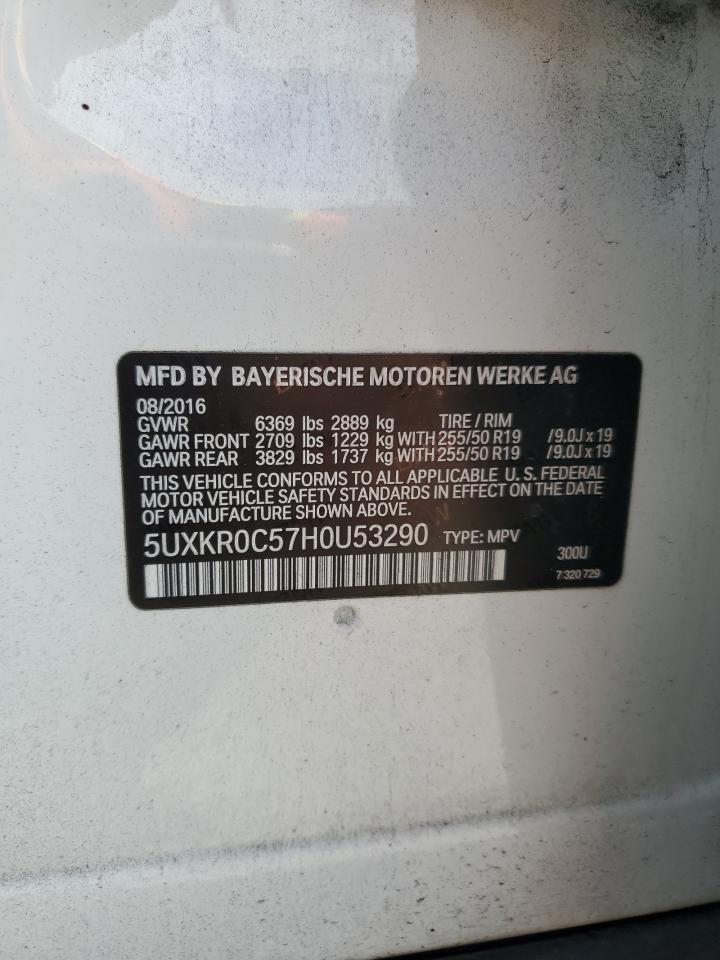 MFD BY BAYERISCHE MOTOREN WERKE AG
08/2016
GVWR 6369 lbs 2889 kg TIRE / RIM
GAWR FRONT 2709 lbs 1229 kg WITH 255/50 R19 /9.0J x 19
GAWR REAR 3829 lbs 1737 kg WITH 255/50 R19 /9.0J x 19
THIS VEHICLE CONFORMS TO ALL APPLICABLE U. S. FEDERAL
MOTOR VEHICLE SAFETY STANDARDS IN EFFECT ON THE DATE
OF MANUFACTURE SHOWN ABOVE.
5UXKR0C57H0U53290 TYPE: MPV
300U
7 320 729